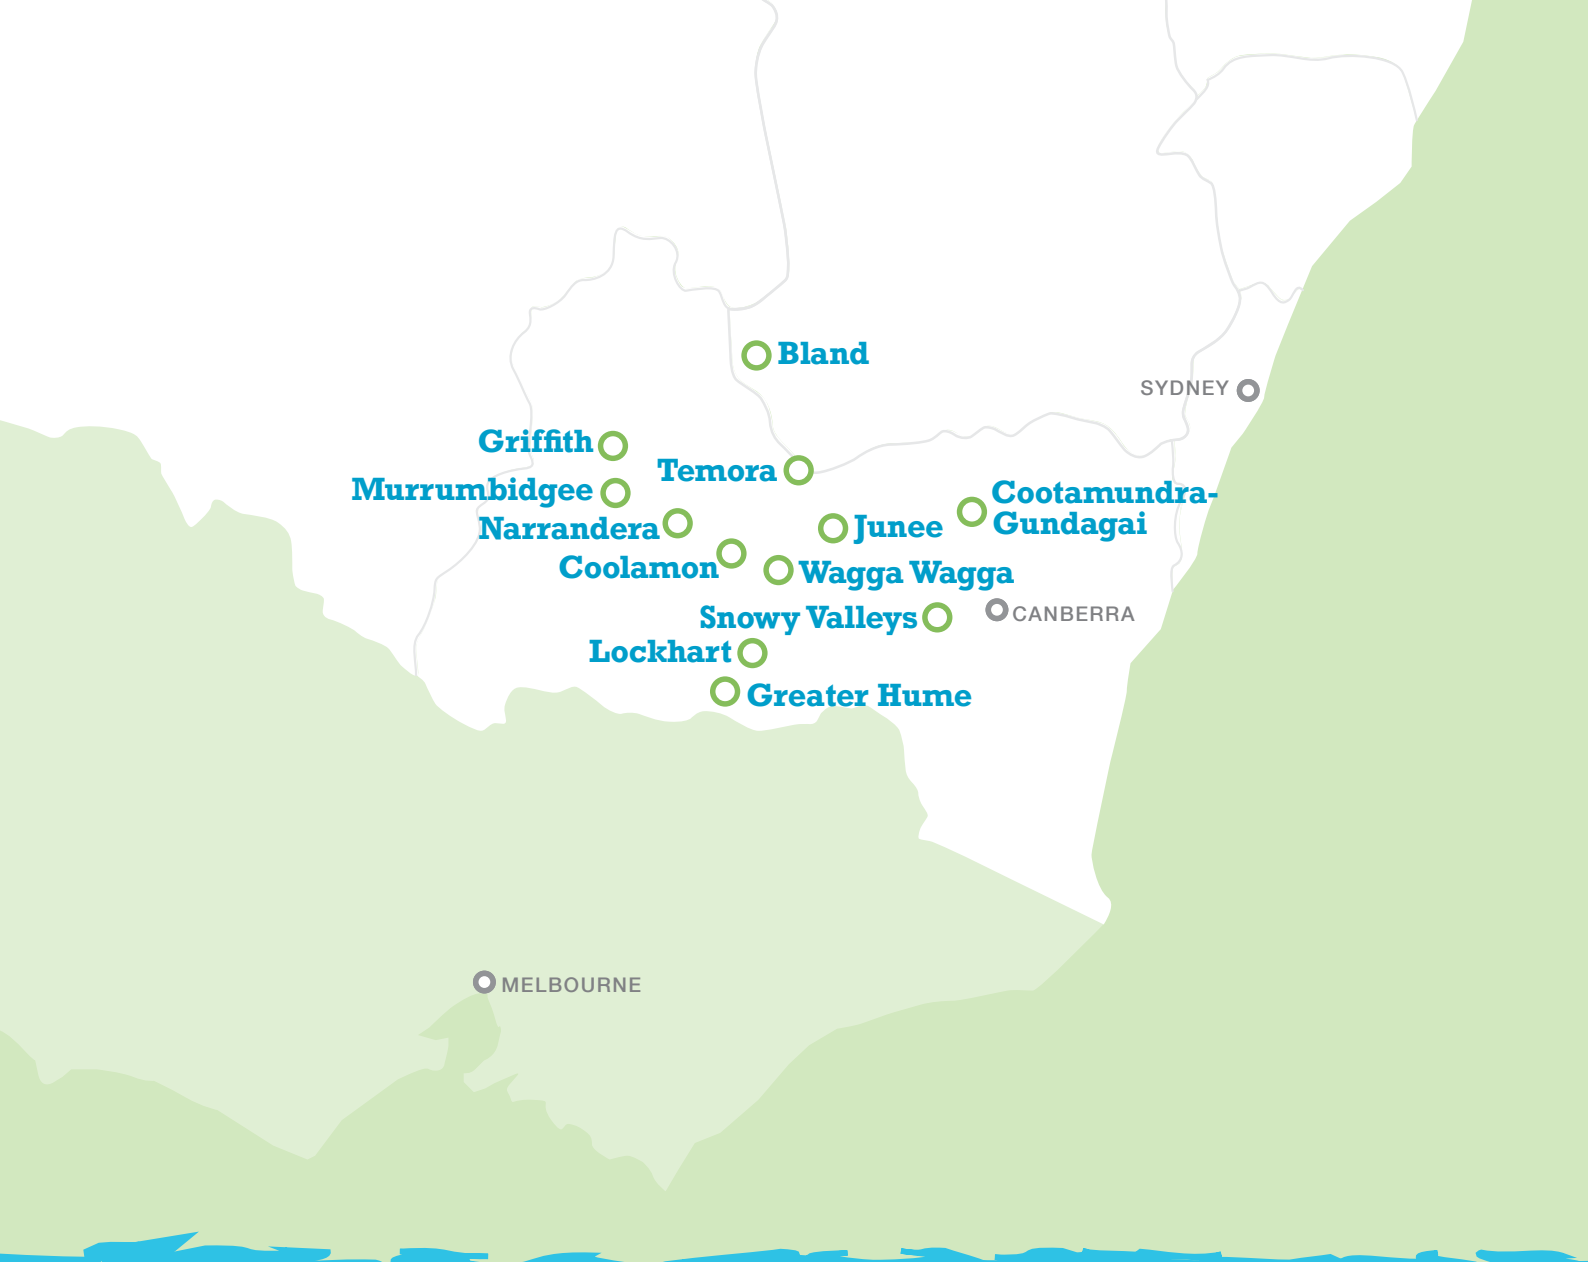 Bland
SYDNEY
Griffith
Temora
Murrumbidgee
Cootamundra-
Gundagai
Narrandera
Junee
Coolamon
Wagga Wagga
Snowy Valleys
CANBERRA
Lockhart
Greater Hume
MELBOURNE